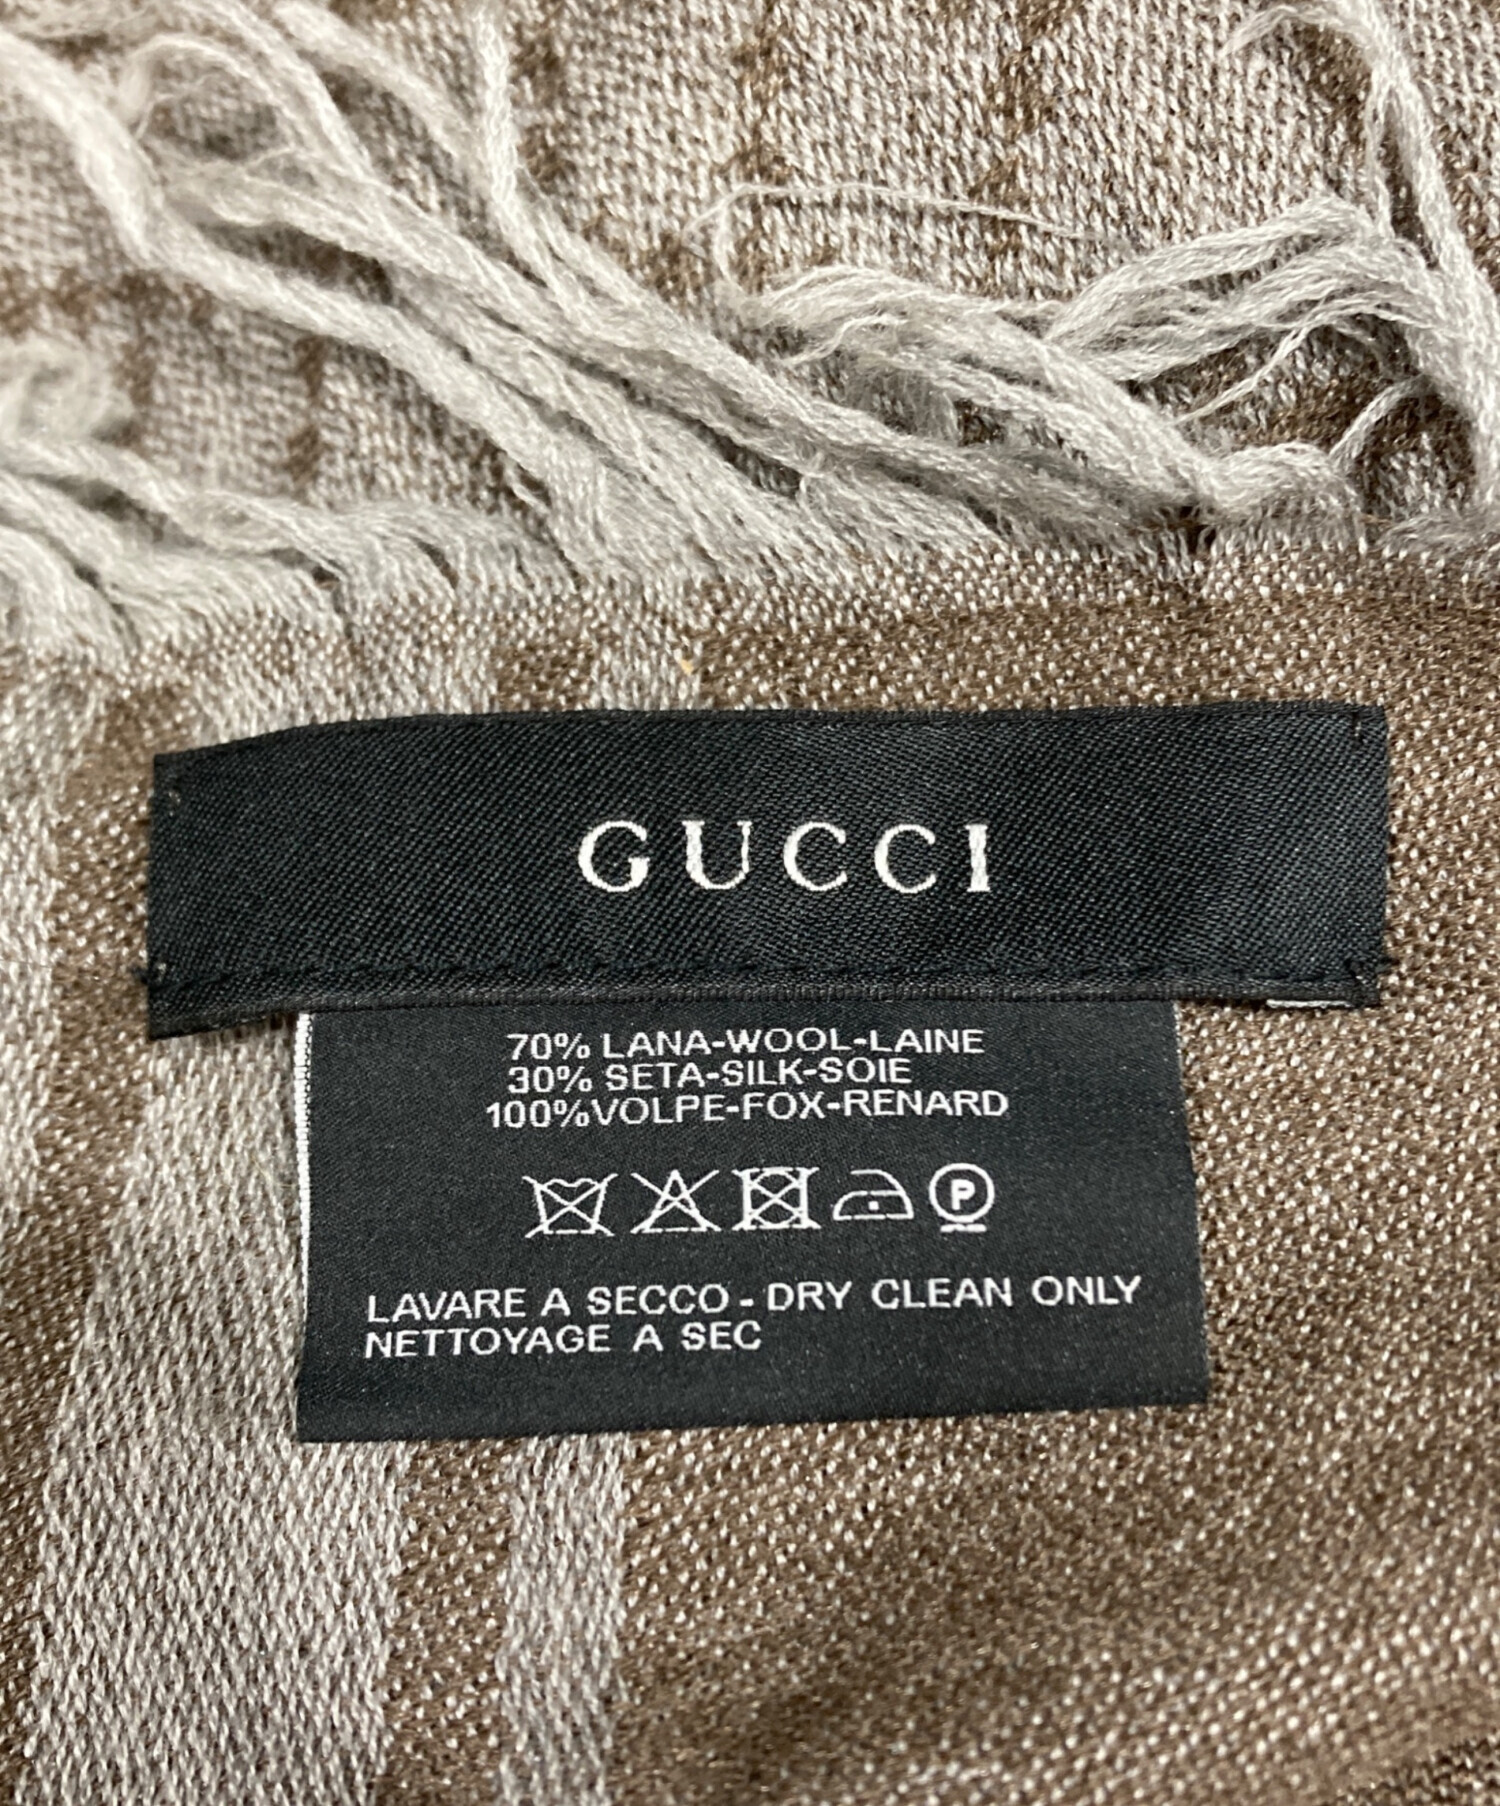 GUCCI
70% LANA-WOOL-LAINE
30% SETA-SILK-SOIE
100%VOLPE-FOX-RENARD
P
LAVARE A SECCO - DRY CLEAN ONLY
NETTOYAGE A SEC